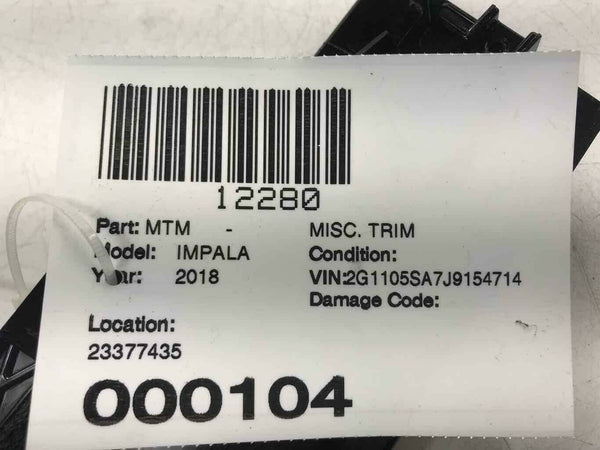 12280
Part: MTM - MISC. TRIM
Model: IMPALA Condition:
Year: 2018 VIN:2G1105SA7J9154714
Damage Code:
Location:
23377435
000104